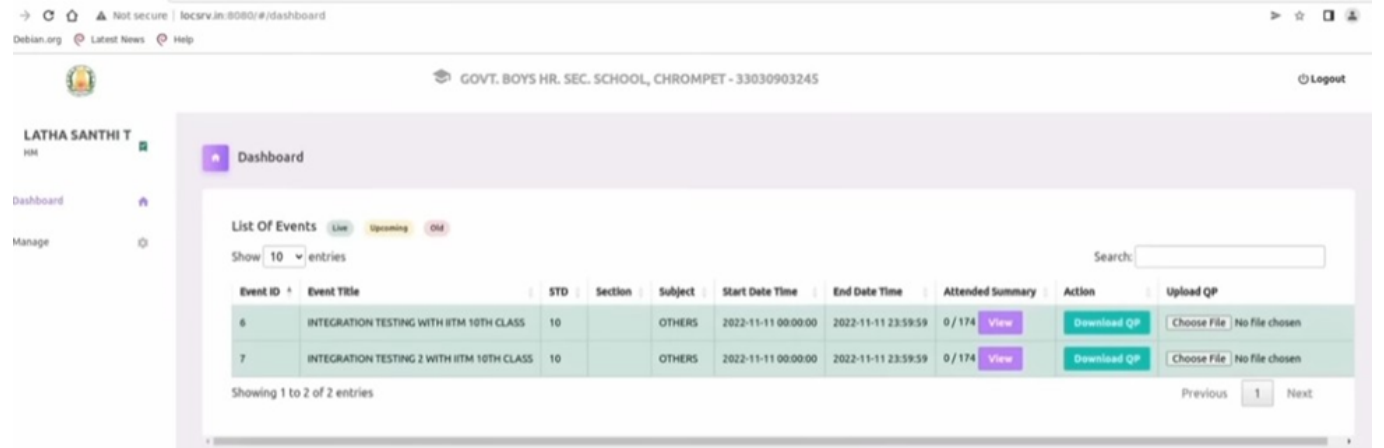 Not secure | locsrv.in:8080/#/dashboard
Debian.org Latest News Help
GOVT. BOYS HR. SEC. SCHOOL, CHROMPET - 33030903245
Logout
LATHA SANTHI T
HM
Dashboard
Dashboard
Manage
List Of Events Live Upcoming Old
Show 10 entries
Search:
Event ID Event Title STD Section Subject Start Date Time End Date Time Attended Summary Action Upload QP
6 INTEGRATION TESTING WITH IITM 10TH CLASS 10 OTHERS 2022-11-11 00:00:00 2022-11-11 23:59:59 0 / 174 View Download QP Choose File No file chosen
7 INTEGRATION TESTING 2 WITH IITM 10TH CLASS 10 OTHERS 2022-11-11 00:00:00 2022-11-11 23:59:59 0 / 174 View Download QP Choose File No file chosen
Showing 1 to 2 of 2 entries
Previous 1 Next